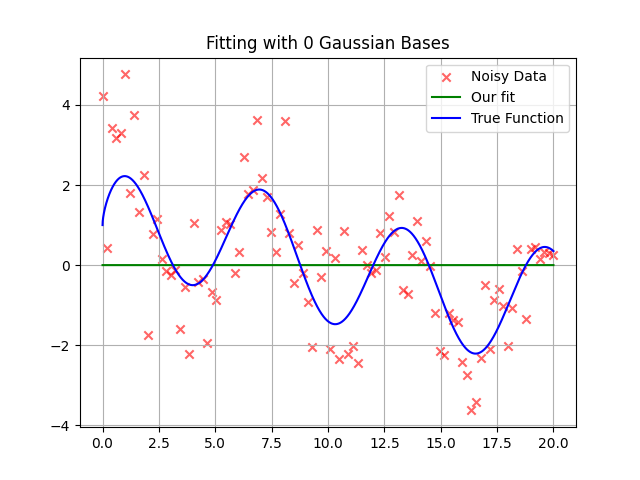 Fitting with 0 Gaussian Bases
Noisy Data
Our fit
True Function
4
2
0
−2
−4
0.0 2.5 5.0 7.5 10.0 12.5 15.0 17.5 20.0